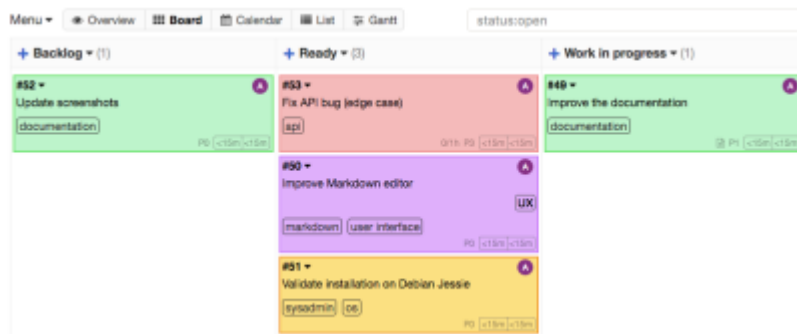 Menu Overview Board Calendar List Gantt status:open
Backlog (1)
#52
A
Update screenshots
documentation
P0 <15m <15m
Ready (3)
#53
A
Fix API bug (edge case)
api
P3 <15m <15m
#50
A
Improve Markdown editor
UX
markdown user interface
P0 <15m <15m
#51
A
Validate installation on Debian Jessie
sysadmin os
P0 <15m <15m
Work in progress (1)
#49
A
Improve the documentation
documentation
P1 <15m <15m